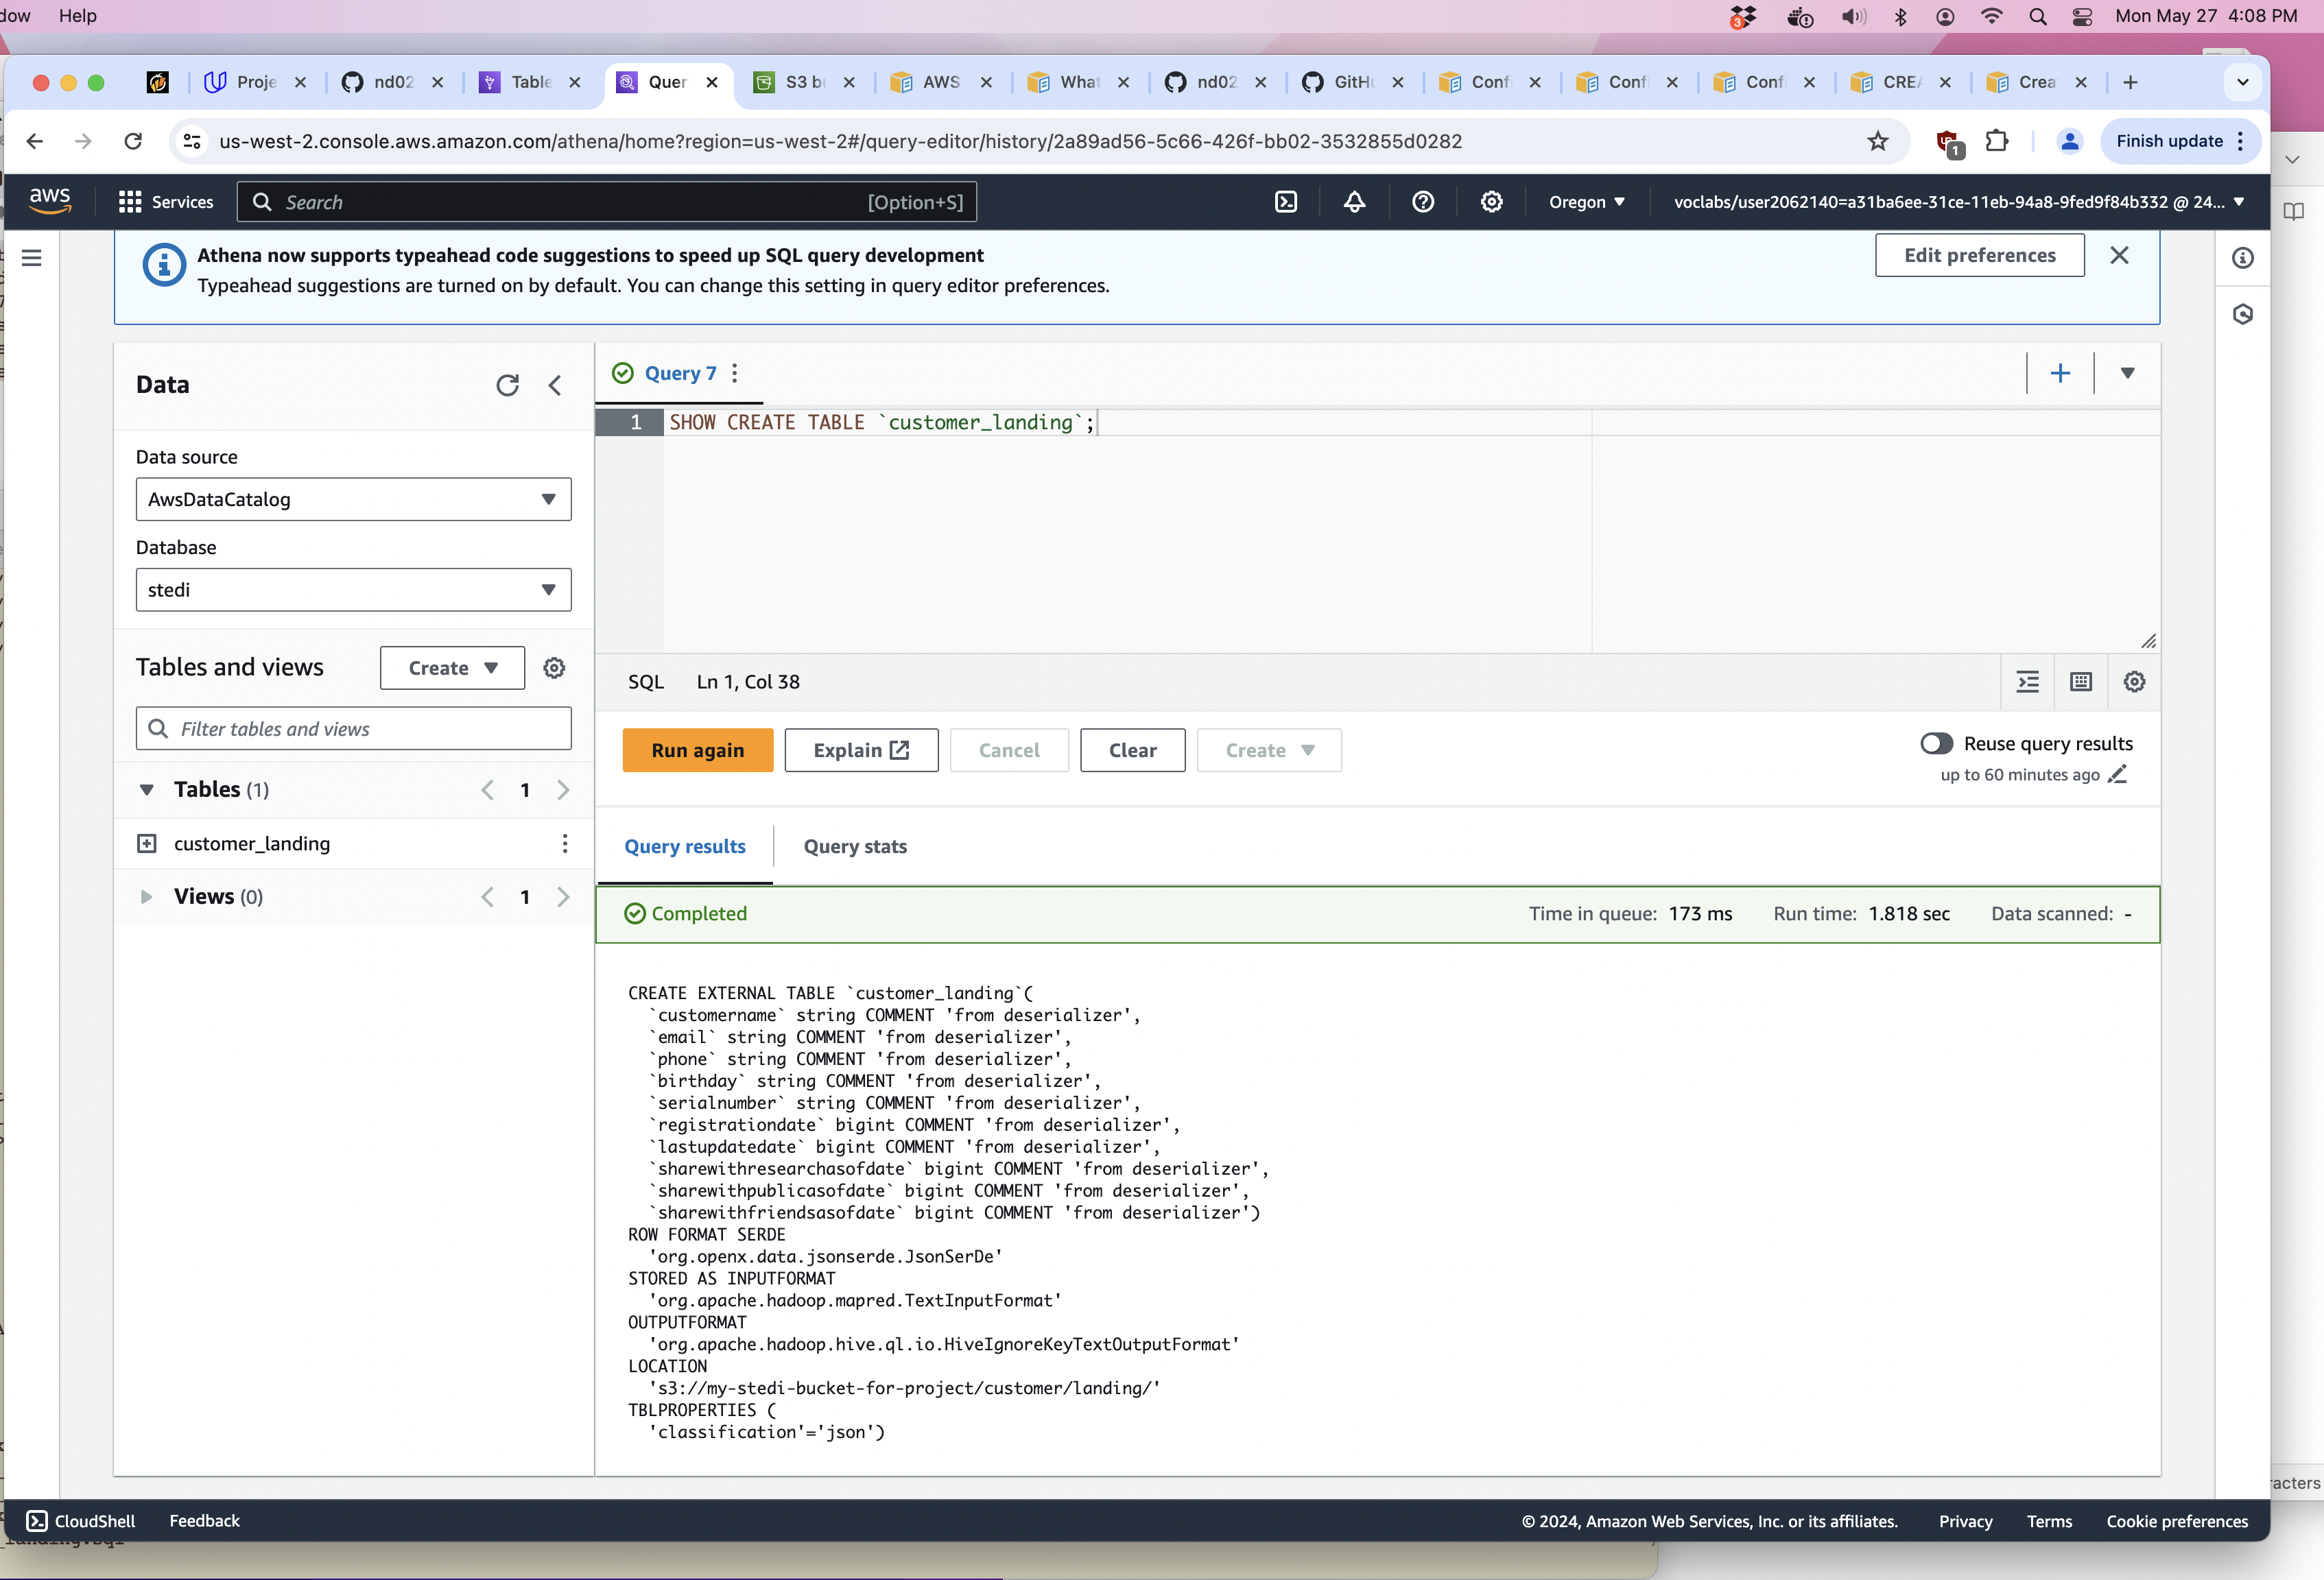 Help
3
Mon May 27 4:08 PM
Proje
nd02
Table
Quer
S3 bu
AWS
What
nd02
GitHu
Confi
Confi
Confi
CREA
Crea
us-west-2.console.aws.amazon.com/athena/home?region=us-west-2#/query-editor/history/2a89ad56-5c66-426f-bb02-3532855d0282
1
Finish update
aws
Services
Search
[Option+S]
Oregon
voclabs/user2062140=a31ba6ee-31ce-11eb-94a8-9fed9f84b332 @ 24...
Athena now supports typeahead code suggestions to speed up SQL query development
Typeahead suggestions are turned on by default. You can change this setting in query editor preferences.
Edit preferences
Data
Data source
AwsDataCatalog
Database
stedi
Tables and views
Create
Filter tables and views
Tables (1)
1
customer_landing
Views (0)
1
Query 7
1 SHOW CREATE TABLE `customer_landing`;
SQL Ln 1, Col 38
Run again
Explain
Cancel
Clear
Create
Reuse query results
up to 60 minutes ago
Query results
Query stats
Completed
Time in queue: 173 ms
Run time: 1.818 sec
Data scanned: -
CREATE EXTERNAL TABLE `customer_landing`(
`customername` string COMMENT 'from deserializer',
`email` string COMMENT 'from deserializer',
`phone` string COMMENT 'from deserializer',
`birthday` string COMMENT 'from deserializer',
`serialnumber` string COMMENT 'from deserializer',
`registrationdate` bigint COMMENT 'from deserializer',
`lastupdatedate` bigint COMMENT 'from deserializer',
`sharewithresearchasofdate` bigint COMMENT 'from deserializer',
`sharewithpublicasofdate` bigint COMMENT 'from deserializer',
`sharewithfriendsasofdate` bigint COMMENT 'from deserializer')
ROW FORMAT SERDE
'org.openx.data.jsonserde.JsonSerDe'
STORED AS INPUTFORMAT
'org.apache.hadoop.mapred.TextInputFormat'
OUTPUTFORMAT
'org.apache.hadoop.hive.ql.io.HiveIgnoreKeyTextOutputFormat'
LOCATION
's3://my-stedi-bucket-for-project/customer/landing/'
TBLPROPERTIES (
'classification'='json')
CloudShell
Feedback
© 2024, Amazon Web Services, Inc. or its affiliates.
Privacy
Terms
Cookie preferences